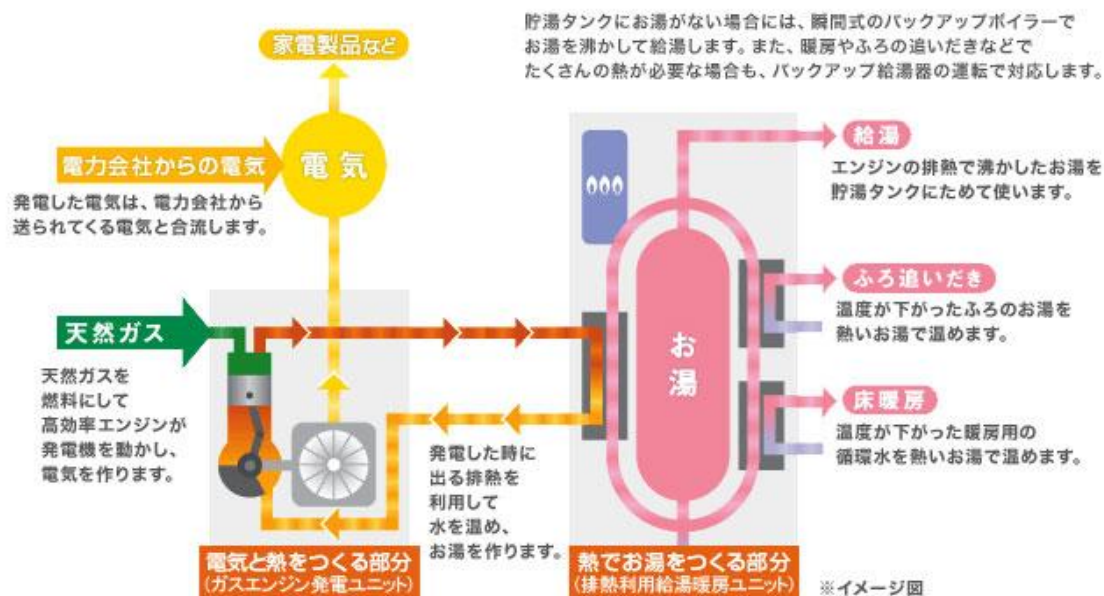 貯湯タンクにお湯がない場合には、瞬間式のバックアップボイラーで
お湯を沸かして給湯します。また、暖房やふろの追いだきなどで
たくさんの熱が必要な場合も、バックアップ給湯器の運転で対応します。
家電製品など
電力会社からの電気
電気
発電した電気は、電力会社から
送られてくる電気と合流します。
給湯
エンジンの排熱で沸かしたお湯を
貯湯タンクにためて使います。
天然ガス
天然ガスを
燃料にして
高効率エンジンが
発電機を動かし、
電気を作ります。
発電した時に
出る排熱を
利用して
水を温め、
お湯を作ります。
お湯
ふろ追いだき
温度が下がったふろのお湯を
熱いお湯で温めます。
床暖房
温度が下がった暖房用の
循環水を熱いお湯で温めます。
電気と熱をつくる部分
(ガスエンジン発電ユニット)
熱でお湯をつくる部分
(排熱利用給湯暖房ユニット)
※イメージ図